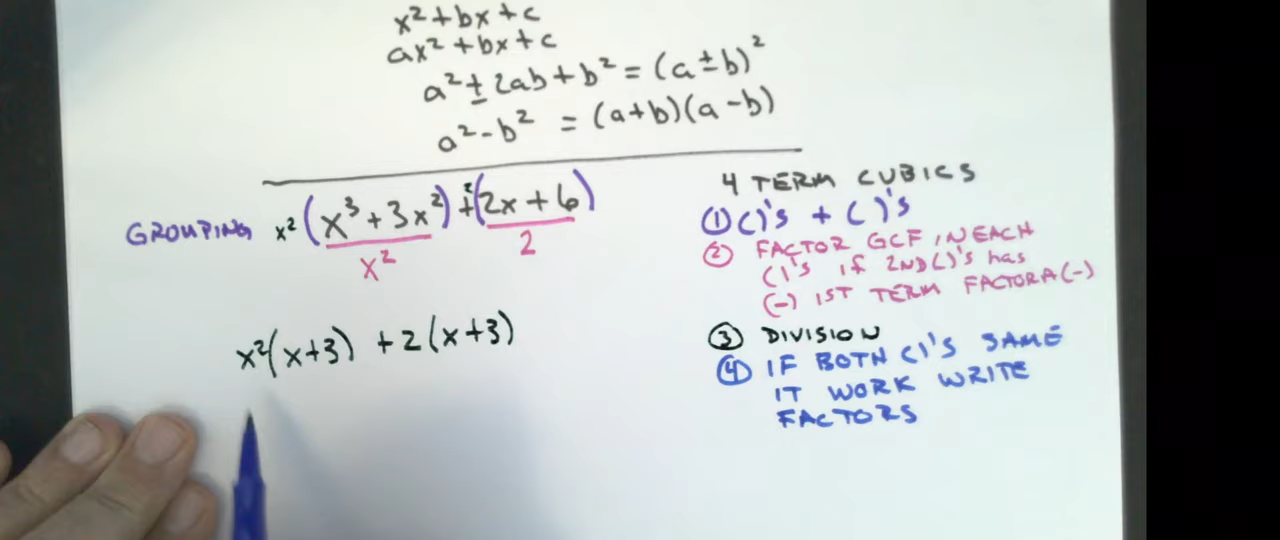 x² + bx + c
ax² + bx + c
a² ± 2ab + b² = (a ± b)²
a² - b² = (a+b)(a-b)
GROUPING x² (x³ + 3x²) +² (2x + 6)
x² 2
x²(x+3) + 2(x+3)
4 TERM CUBICS
① ( )'s + ( )'s
② FACTOR GCF IN EACH
( )'s if 2ND ( )'s has
(-) 1ST TERM FACTOR A (-)
③ DIVISION
④ IF BOTH ( )'S SAME
IT WORK WRITE
FACTORS